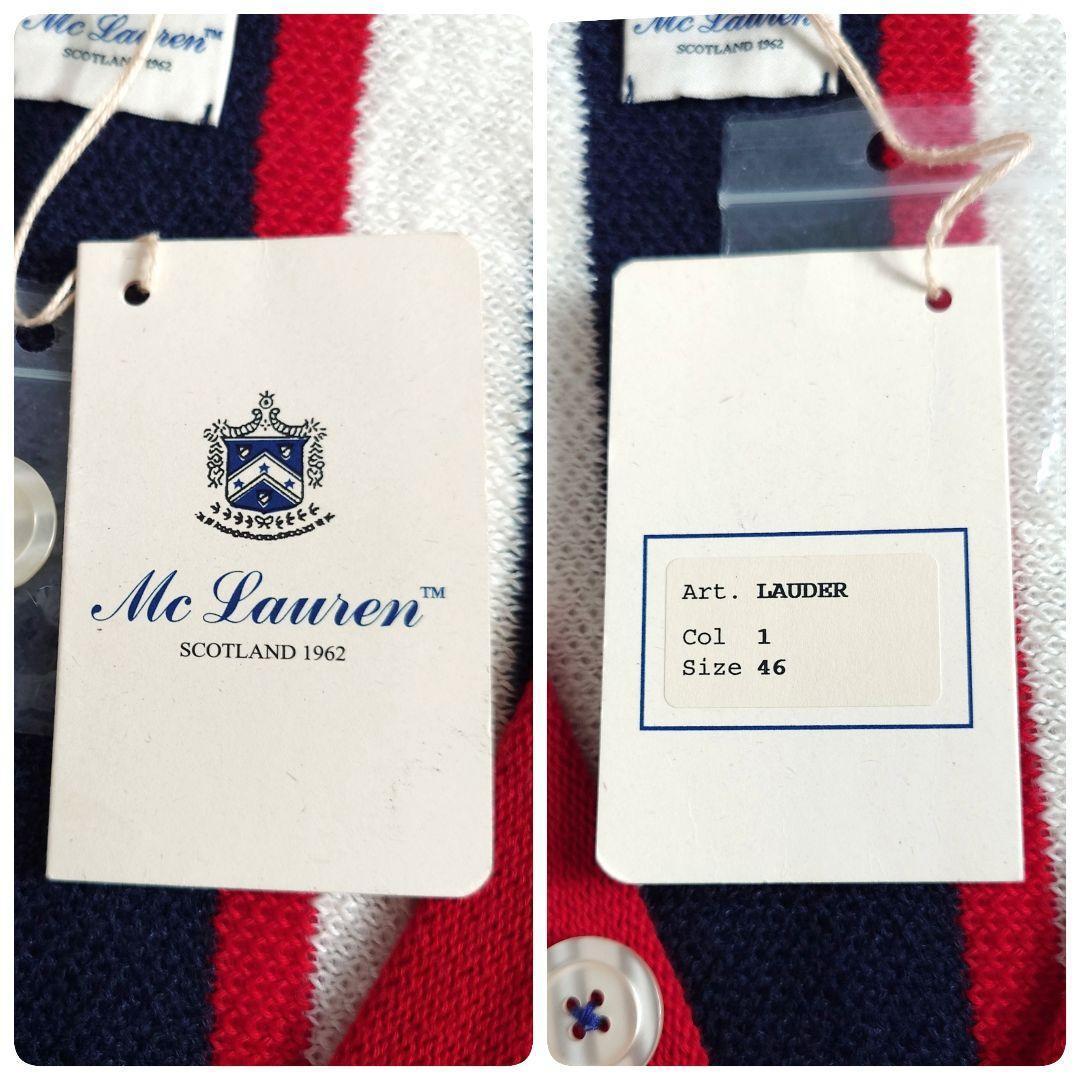 Mc Lauren™
SCOTLAND 1962
Mc Lauren™
SCOTLAND 1962
Mc Lauren™
SCOTLAND 1962
Art. LAUDER
Col 1
Size 46